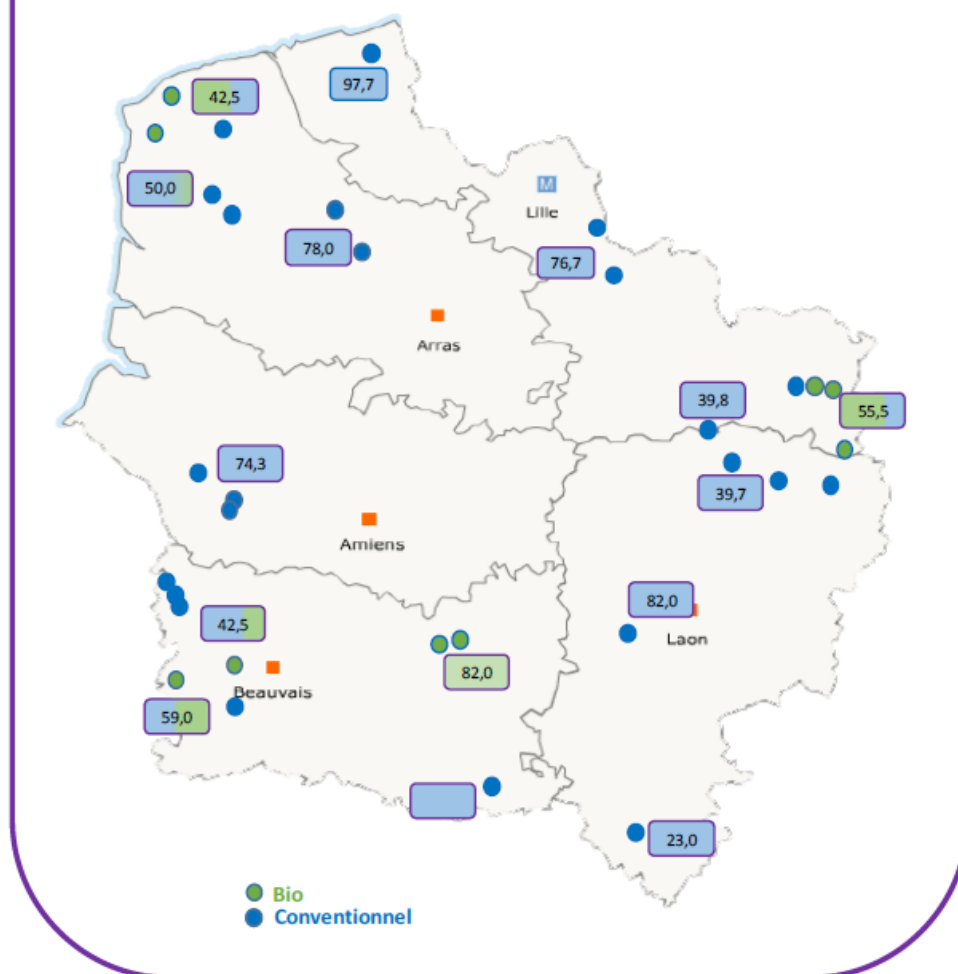 97,7
42,5
M
50,0
Lille
78,0
76,7
Arras
39,8
55,5
74,3
39,7
Amiens
82,0
42,5
Laon
82,0
Beauvais
59,0
23,0
Bio
Conventionnel